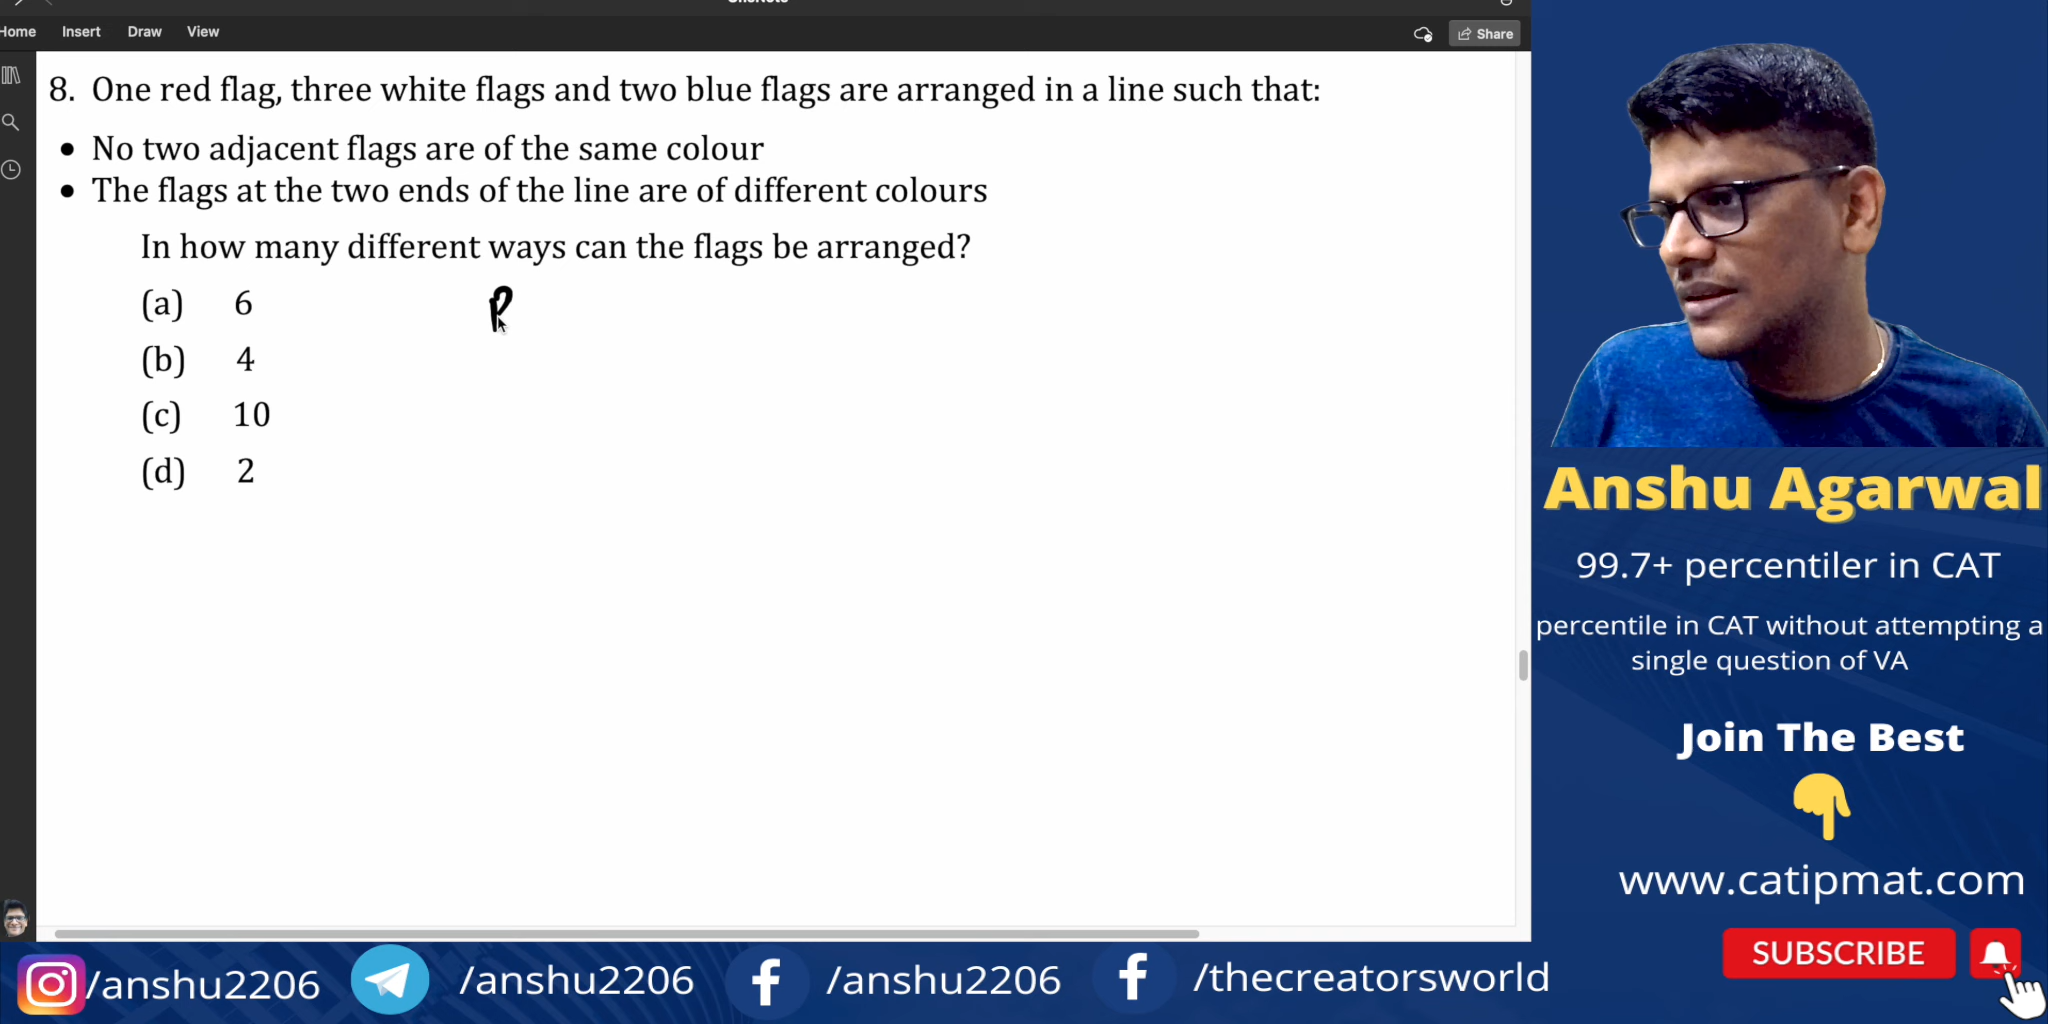 OneNote
Home Insert Draw View
Share
8. One red flag, three white flags and two blue flags are arranged in a line such that:
• No two adjacent flags are of the same colour
• The flags at the two ends of the line are of different colours
In how many different ways can the flags be arranged?
(a) 6
(b) 4
(c) 10
(d) 2
Anshu Agarwal
99.7+ percentiler in CAT
percentile in CAT without attempting a
single question of VA
Join The Best
www.catipmat.com
SUBSCRIBE
/anshu2206 /anshu2206 /anshu2206 /thecreatorsworld